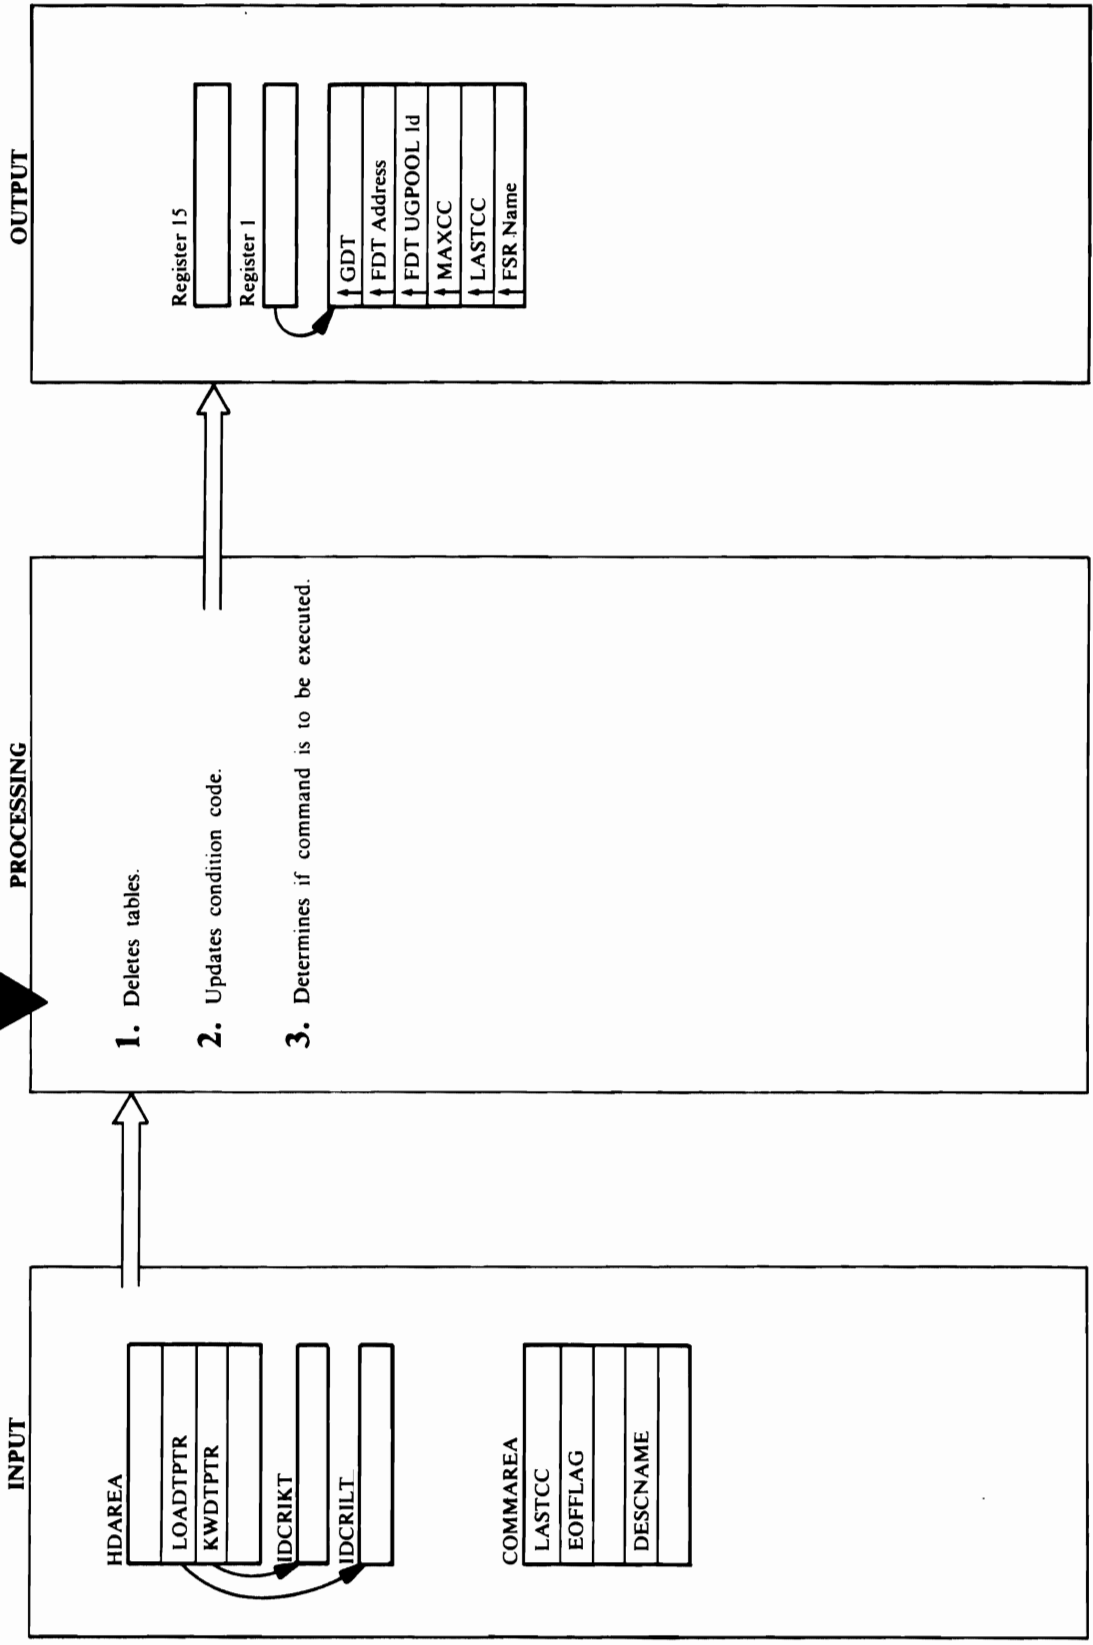 INPUT
HDAREA
LOADTPTR
KWDTPTR
IDCRIKT
IDCRILT
COMMAREA
LASTCC
EOFFLAG
DESCNAME
PROCESSING
1. Deletes tables.
2. Updates condition code.
3. Determines if command is to be executed.
OUTPUT
Register 15
Register 1
GDT
FDT Address
FDT UGPOOL Id
MAXCC
LASTCC
FSR Name